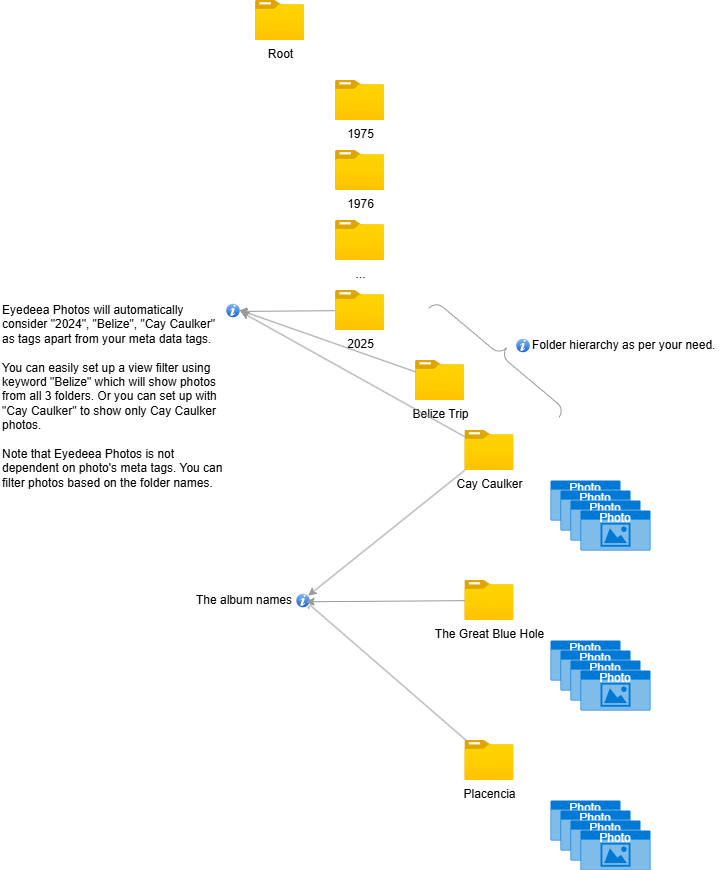 Root
1975
1976
...
2025
Eyedeea Photos will automatically
consider "2024", "Belize", "Cay Caulker"
as tags apart from your meta data tags.
You can easily set up a view filter using
keyword "Belize" which will show photos
from all 3 folders. Or you can set up with
"Cay Caulker" to show only Cay Caulker
photos.
Note that Eyedeea Photos is not
dependent on photo's meta tags. You can
filter photos based on the folder names.
Folder hierarchy as per your need.
Belize Trip
Cay Caulker
Photo
Photo
Photo
Photo
The album names
The Great Blue Hole
Photo
Photo
Photo
Photo
Placencia
Photo
Photo
Photo
Photo